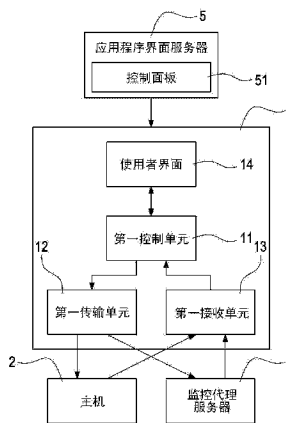 5
应用程序界面服务器
控制面板
51
使用者界面
14
第一控制单元
11
12
13
第一传输单元
第一接收单元
2
主机
监控代理
服务器